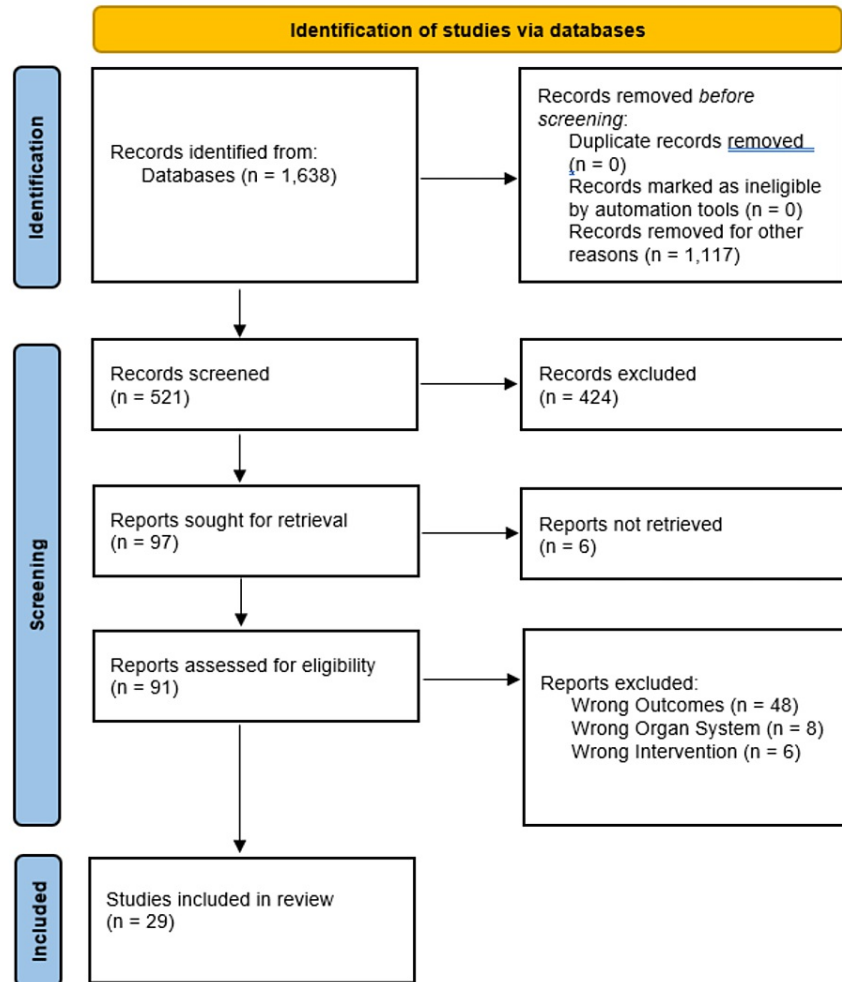 Identification of studies via databases
Identification
Records identified from:
Databases (n = 1,638)
Records removed before
screening:
Duplicate records removed
(n = 0)
Records marked as ineligible
by automation tools (n = 0)
Records removed for other
reasons (n = 1,117)
Screening
Records screened
(n = 521)
Records excluded
(n = 424)
Reports sought for retrieval
(n = 97)
Reports not retrieved
(n = 6)
Reports assessed for eligibility
(n = 91)
Reports excluded:
Wrong Outcomes (n = 48)
Wrong Organ System (n = 8)
Wrong Intervention (n = 6)
Included
Studies included in review
(n = 29)